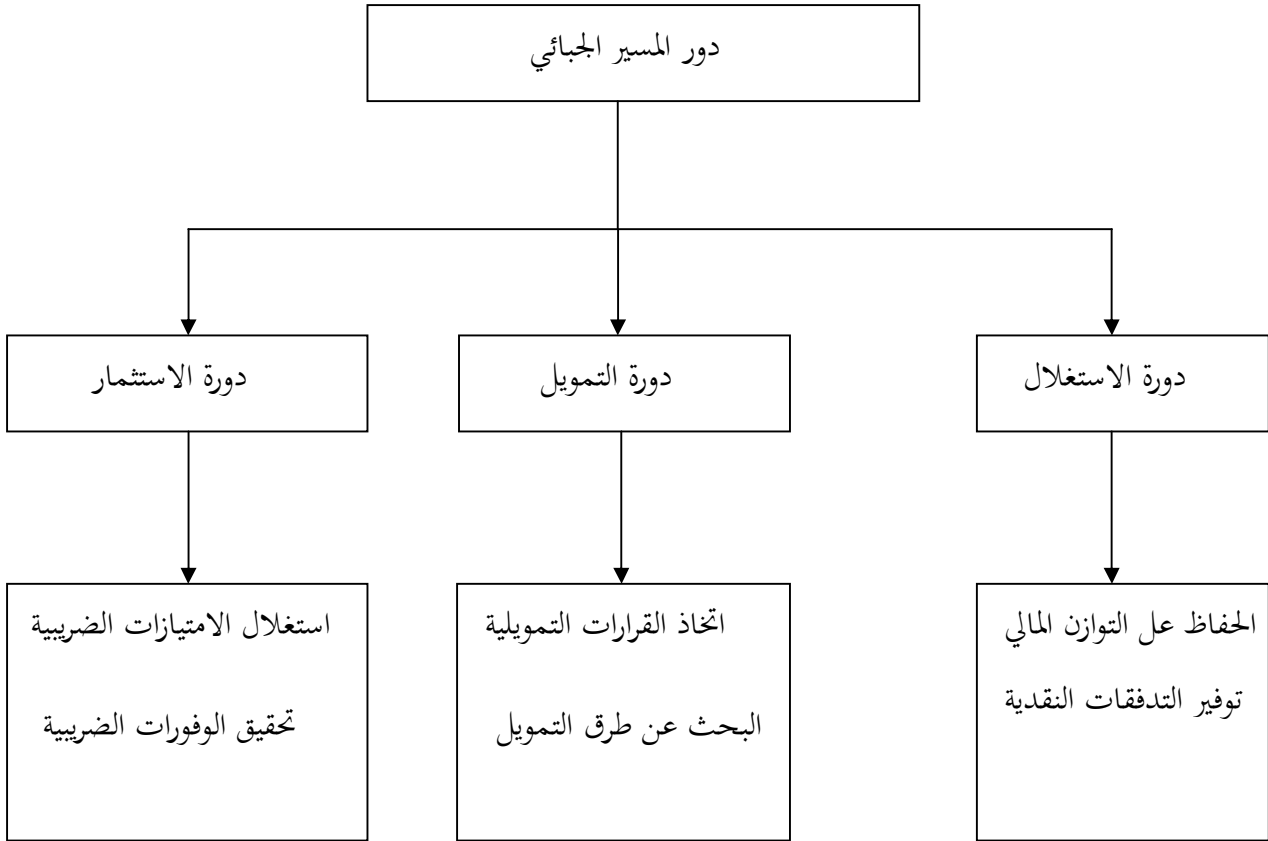 دور المسير الجبائي
دورة الاستغلال
دورة التمويل
دورة الاستثمار
الحفاظ عل التوازن المالي
توفير التدفقات النقدية
اتخاذ القرارات التمويلية
البحث عن طرق التمويل
استغلال الامتيازات الضريبية
تحقيق الوفورات الضريبية